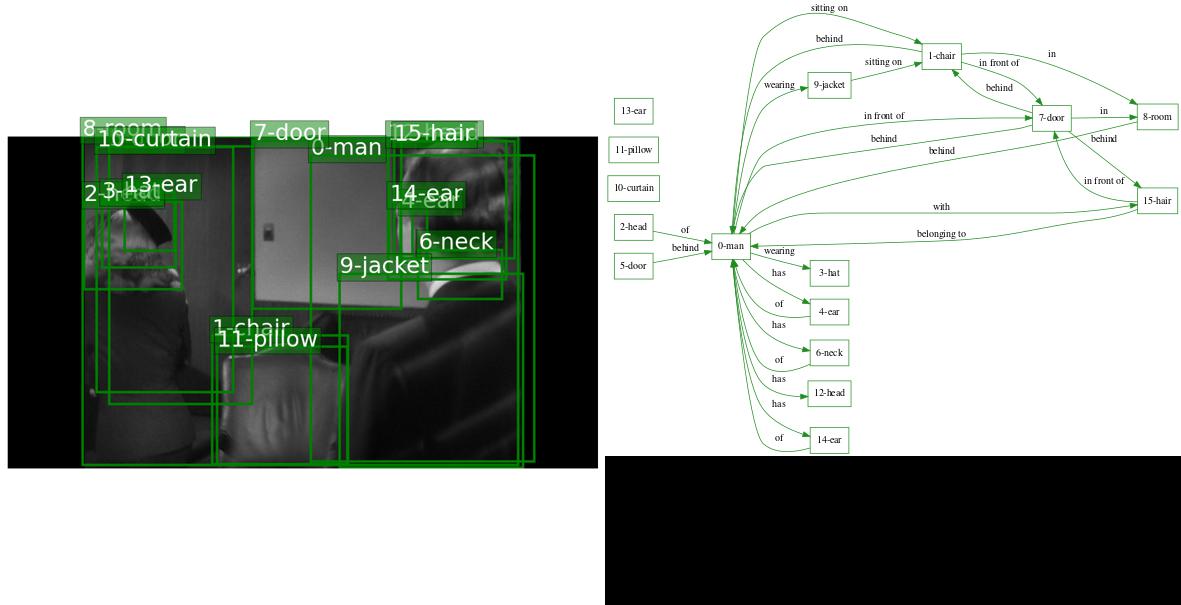 8-room
10-curtain
7-door
0-man
15-hair
2-head
3-hat
13-ear
14-ear
4-ear
6-neck
9-jacket
1-chair
11-pillow
sitting on
behind
1-chair
in
in front of
sitting on
wearing
9-jacket
behind
13-ear
in front of
7-door
in
8-room
behind
behind
11-pillow
behind
in front of
10-curtain
15-hair
with
2-head
of
belonging to
0-man
behind
wearing
5-door
has
3-hat
of
4-ear
has
6-neck
of
has
12-head
has
14-ear
of